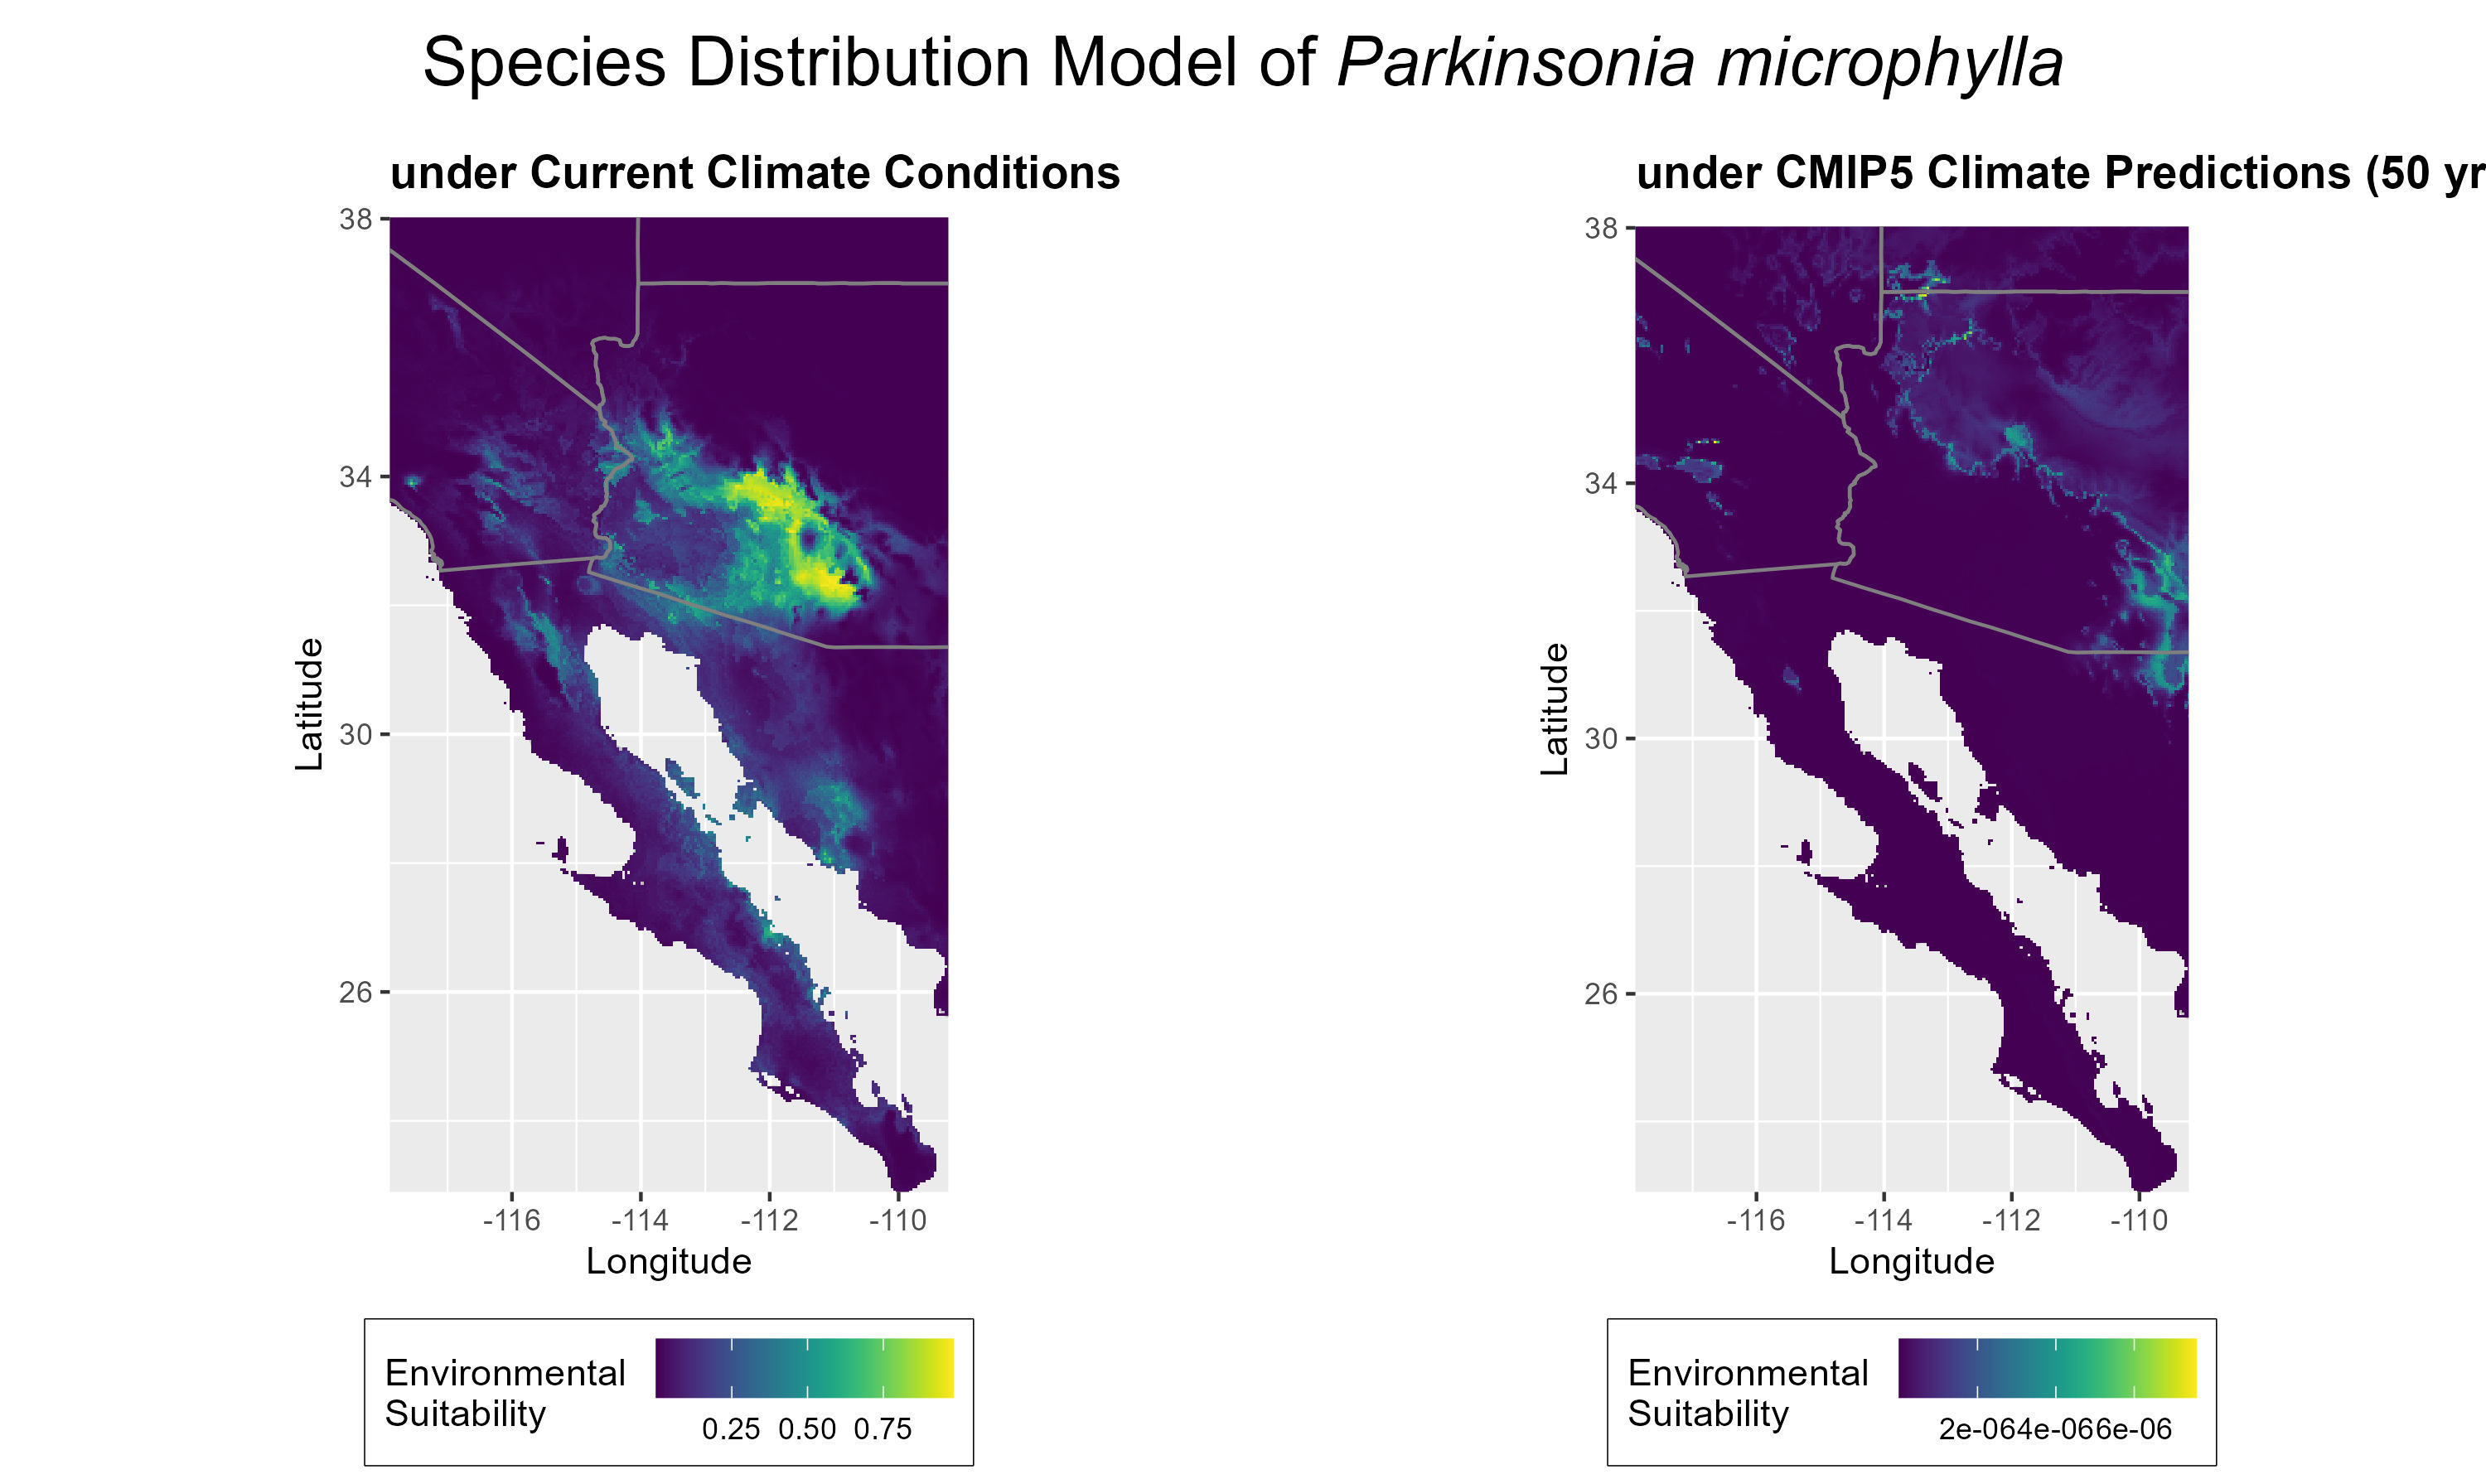 Species Distribution Model of Parkinsonia microphylla
under Current Climate Conditions
38
34
30
26
Latitude
-116 -114 -112 -110
Longitude
Environmental
Suitability
0.25 0.50 0.75
under CMIP5 Climate Predictions (50 yr
38
34
30
26
Latitude
-116 -114 -112 -110
Longitude
Environmental
Suitability
2e-064e-066e-06